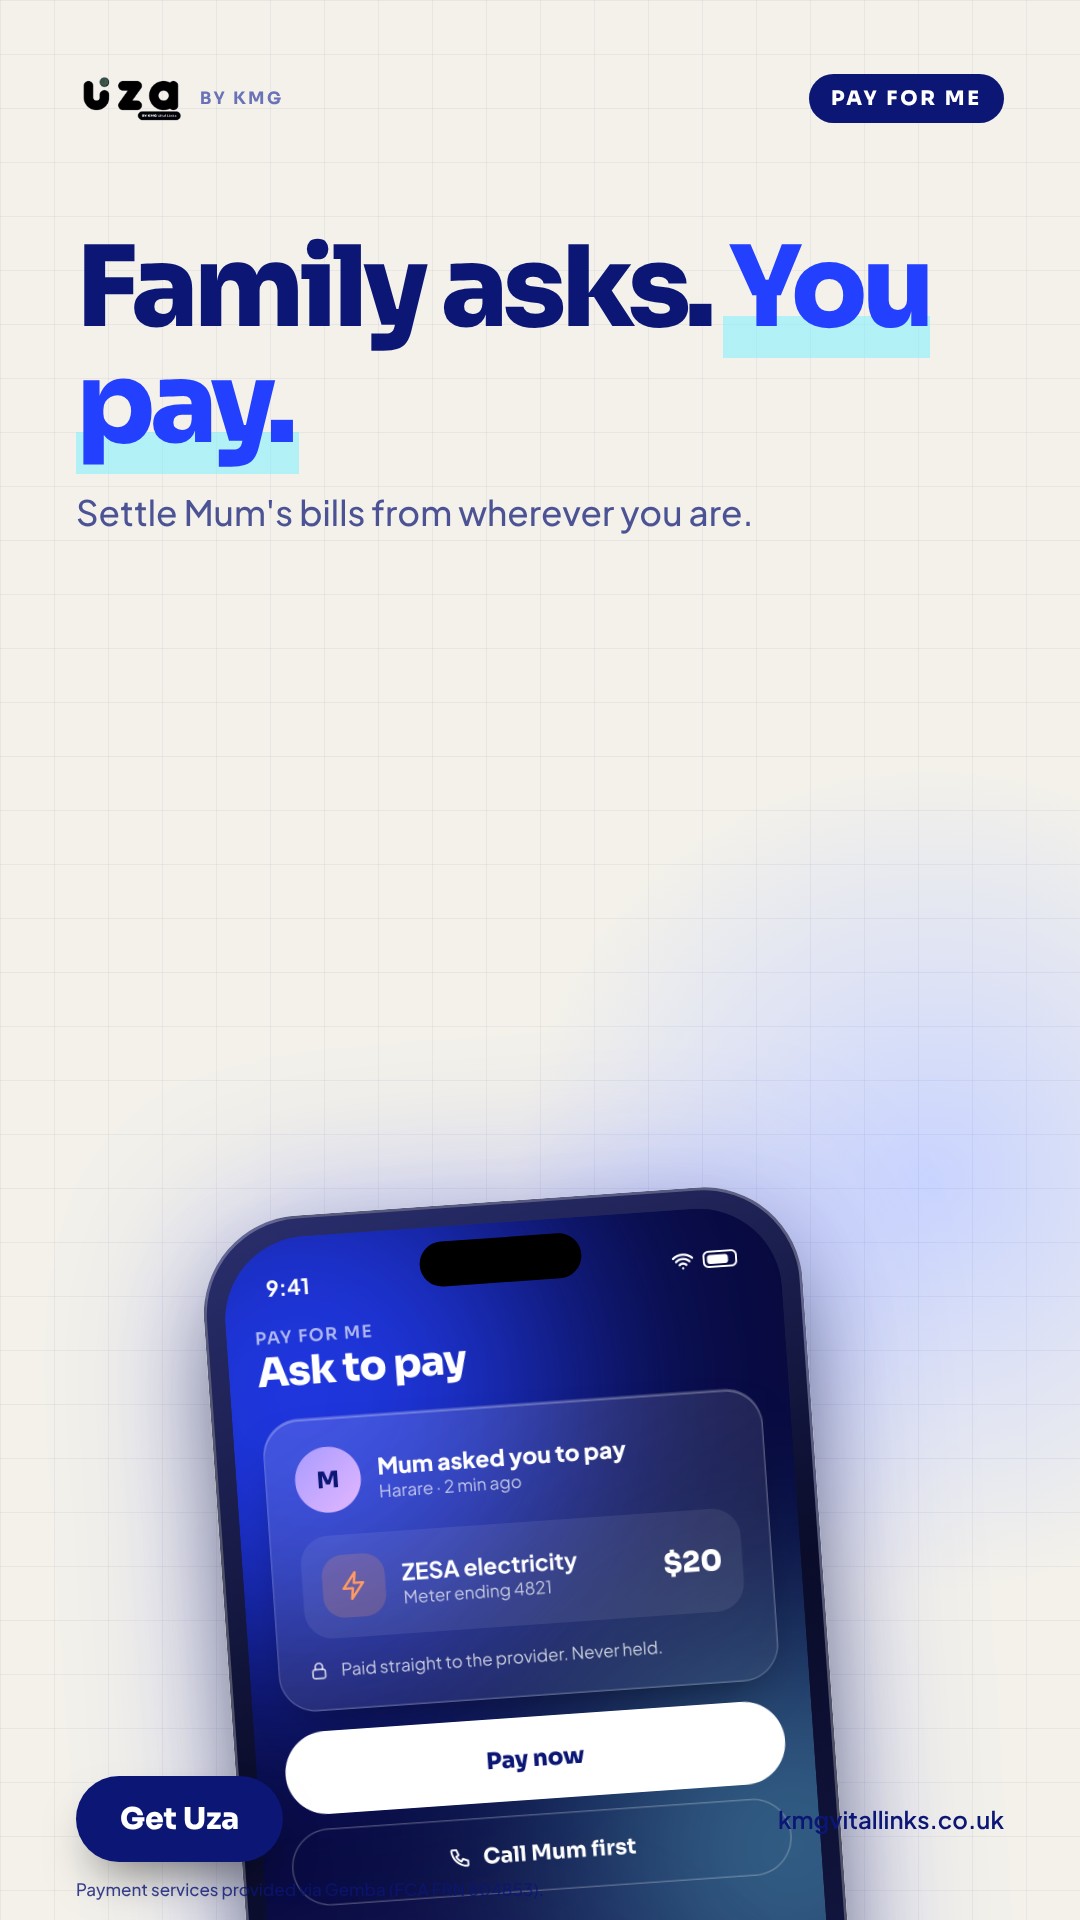 uza
BY KMG
PAY FOR ME
Family asks. You
pay.
Settle Mum's bills from wherever you are.
9:41
PAY FOR ME
Ask to pay
M
Mum asked you to pay
Harare · 2 min ago
ZESA electricity
Meter ending 4821
$20
Paid straight to the provider. Never held.
Pay now
Get Uza
kmgvitallinks.co.uk
Call Mum first
Payment services provided via Gemba (FCA